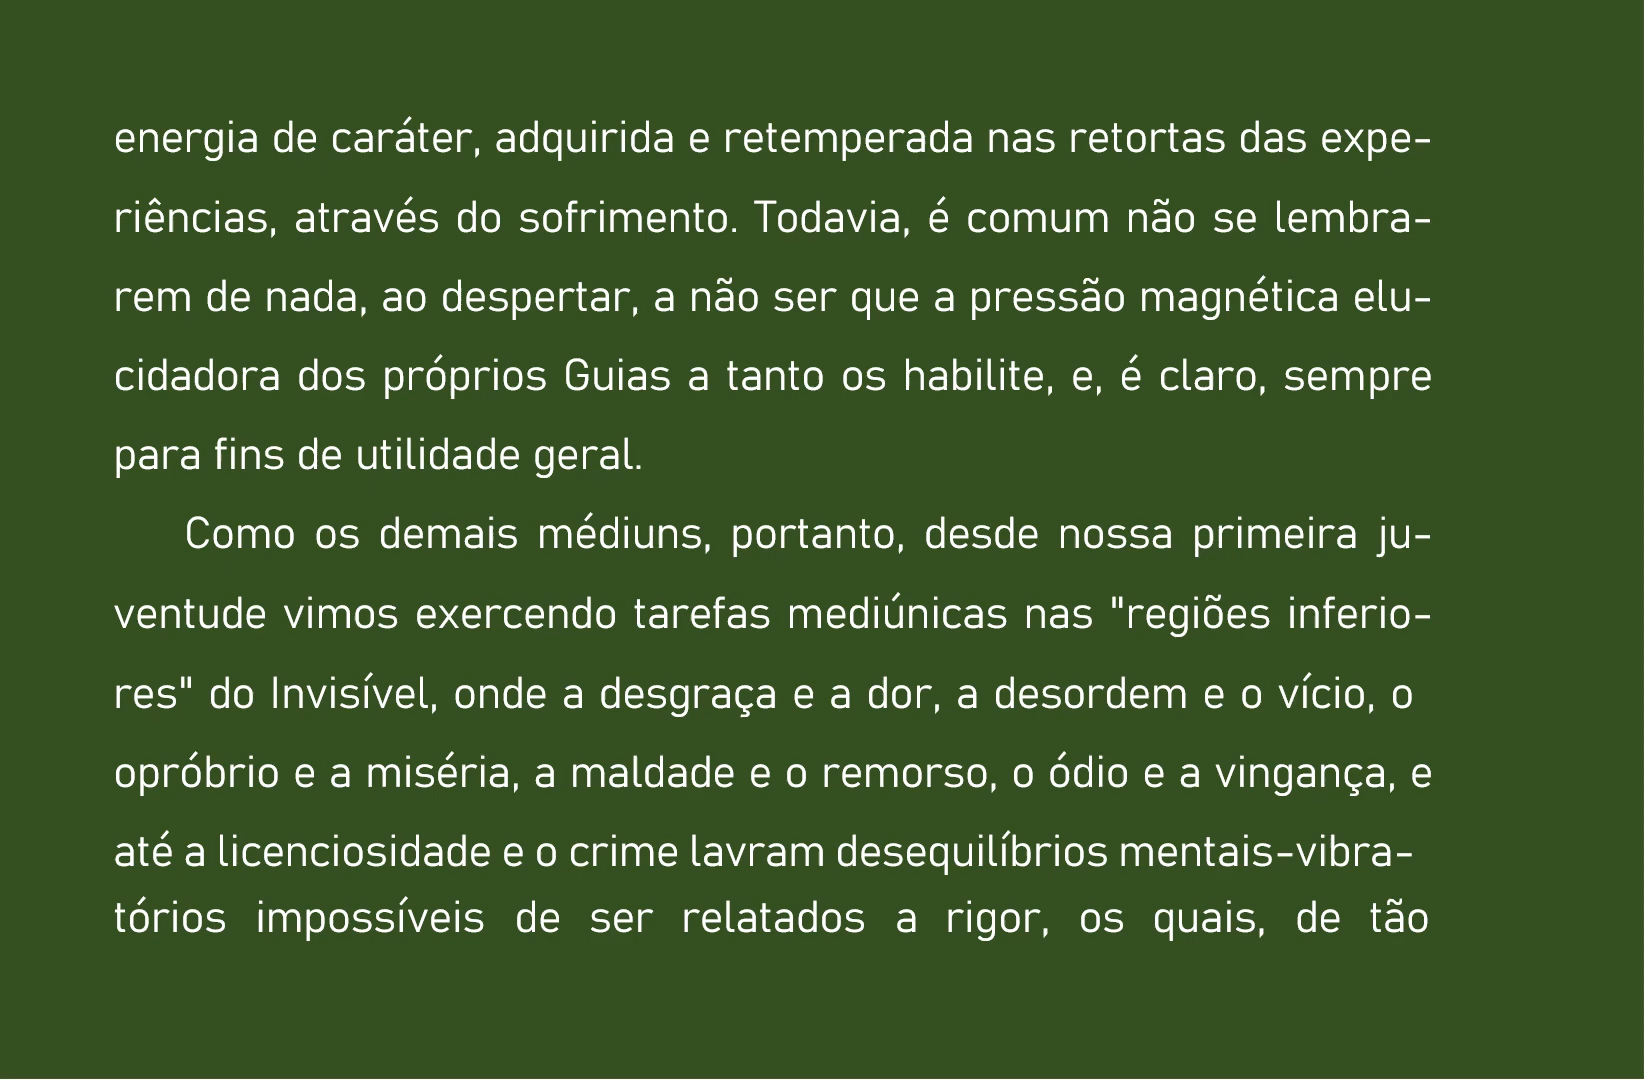 energia de caráter, adquirida e retemperada nas retortas das expe-
riências, através do sofrimento. Todavia, é comum não se lembra-
rem de nada, ao despertar, a não ser que a pressão magnética elu-
cidadora dos próprios Guias a tanto os habilite, e, é claro, sempre
para fins de utilidade geral.
Como os demais médiuns, portanto, desde nossa primeira ju-
ventude vimos exercendo tarefas mediúnicas nas "regiões inferio-
res" do Invisível, onde a desgraça e a dor, a desordem e o vício, o
opróbrio e a miséria, a maldade e o remorso, o ódio e a vingança, e
até a licenciosidade e o crime lavram desequilíbrios mentais-vibra-
tórios impossíveis de ser relatados a rigor, os quais, de tão